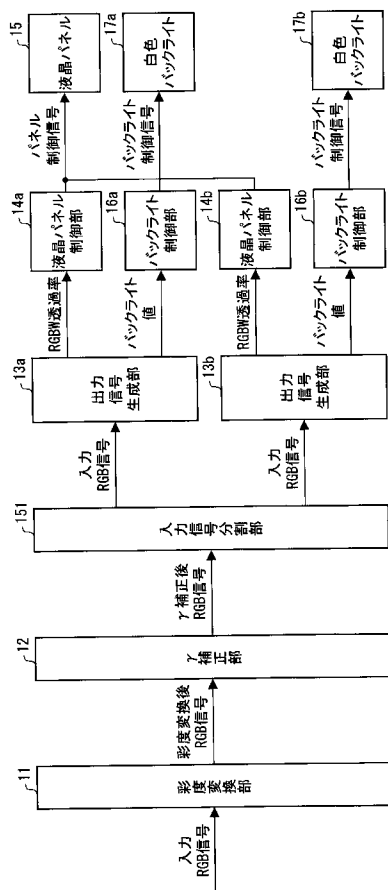 入力
RGB信号
11
彩度変換部
彩度変換後
RGB信号
12
γ補正部
γ補正後
RGB信号
151
入力信号分割部
入力
RGB信号
13a
出力
信号
生成部
RGBW透過率
14a
液晶パネル
制御部
パネル
制御信号
15
液晶パネル
バックライト
値
16a
バックライト
制御部
バックライト
制御信号
17a
白色
バックライト
入力
RGB信号
13b
出力
信号
生成部
RGBW透過率
14b
液晶パネル
制御部
バックライト
値
16b
バックライト
制御部
バックライト
制御信号
17b
白色
バックライト